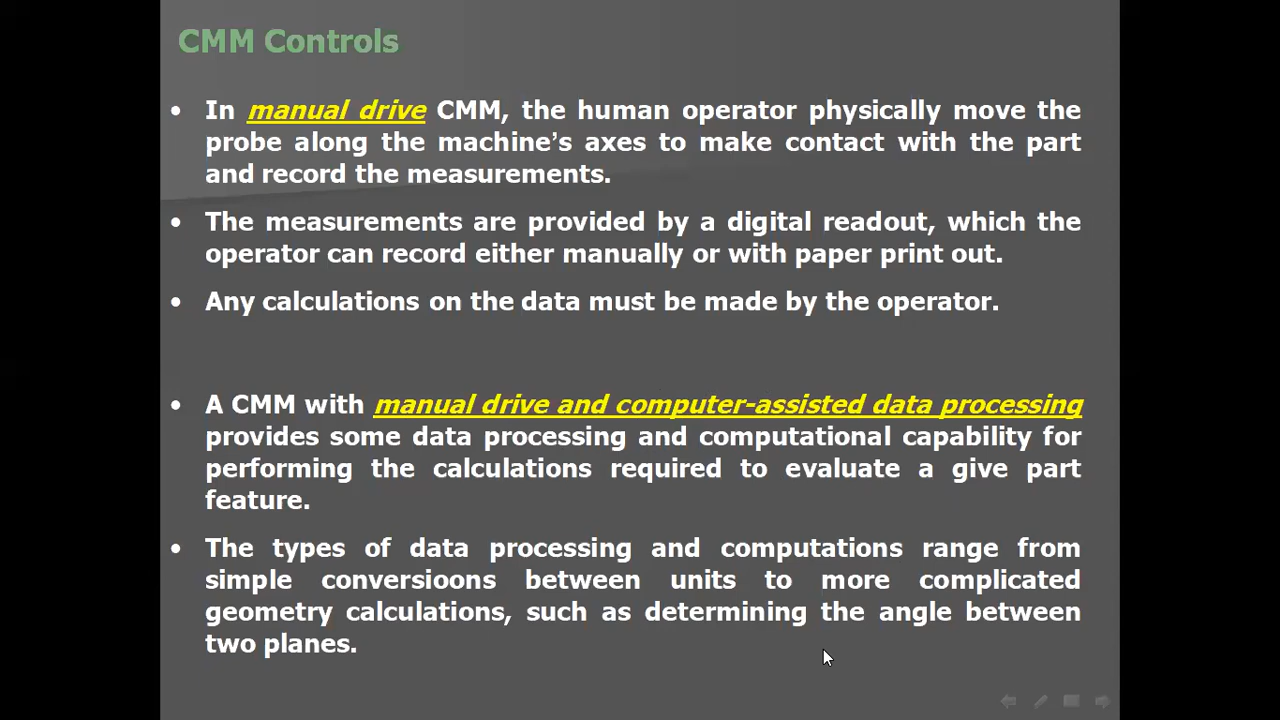 CMM Controls
• In manual drive CMM, the human operator physically move the
probe along the machine’s axes to make contact with the part
and record the measurements.
• The measurements are provided by a digital readout, which the
operator can record either manually or with paper print out.
• Any calculations on the data must be made by the operator.
• A CMM with manual drive and computer-assisted data processing
provides some data processing and computational capability for
performing the calculations required to evaluate a give part
feature.
• The types of data processing and computations range from
simple conversioons between units to more complicated
geometry calculations, such as determining the angle between
two planes.